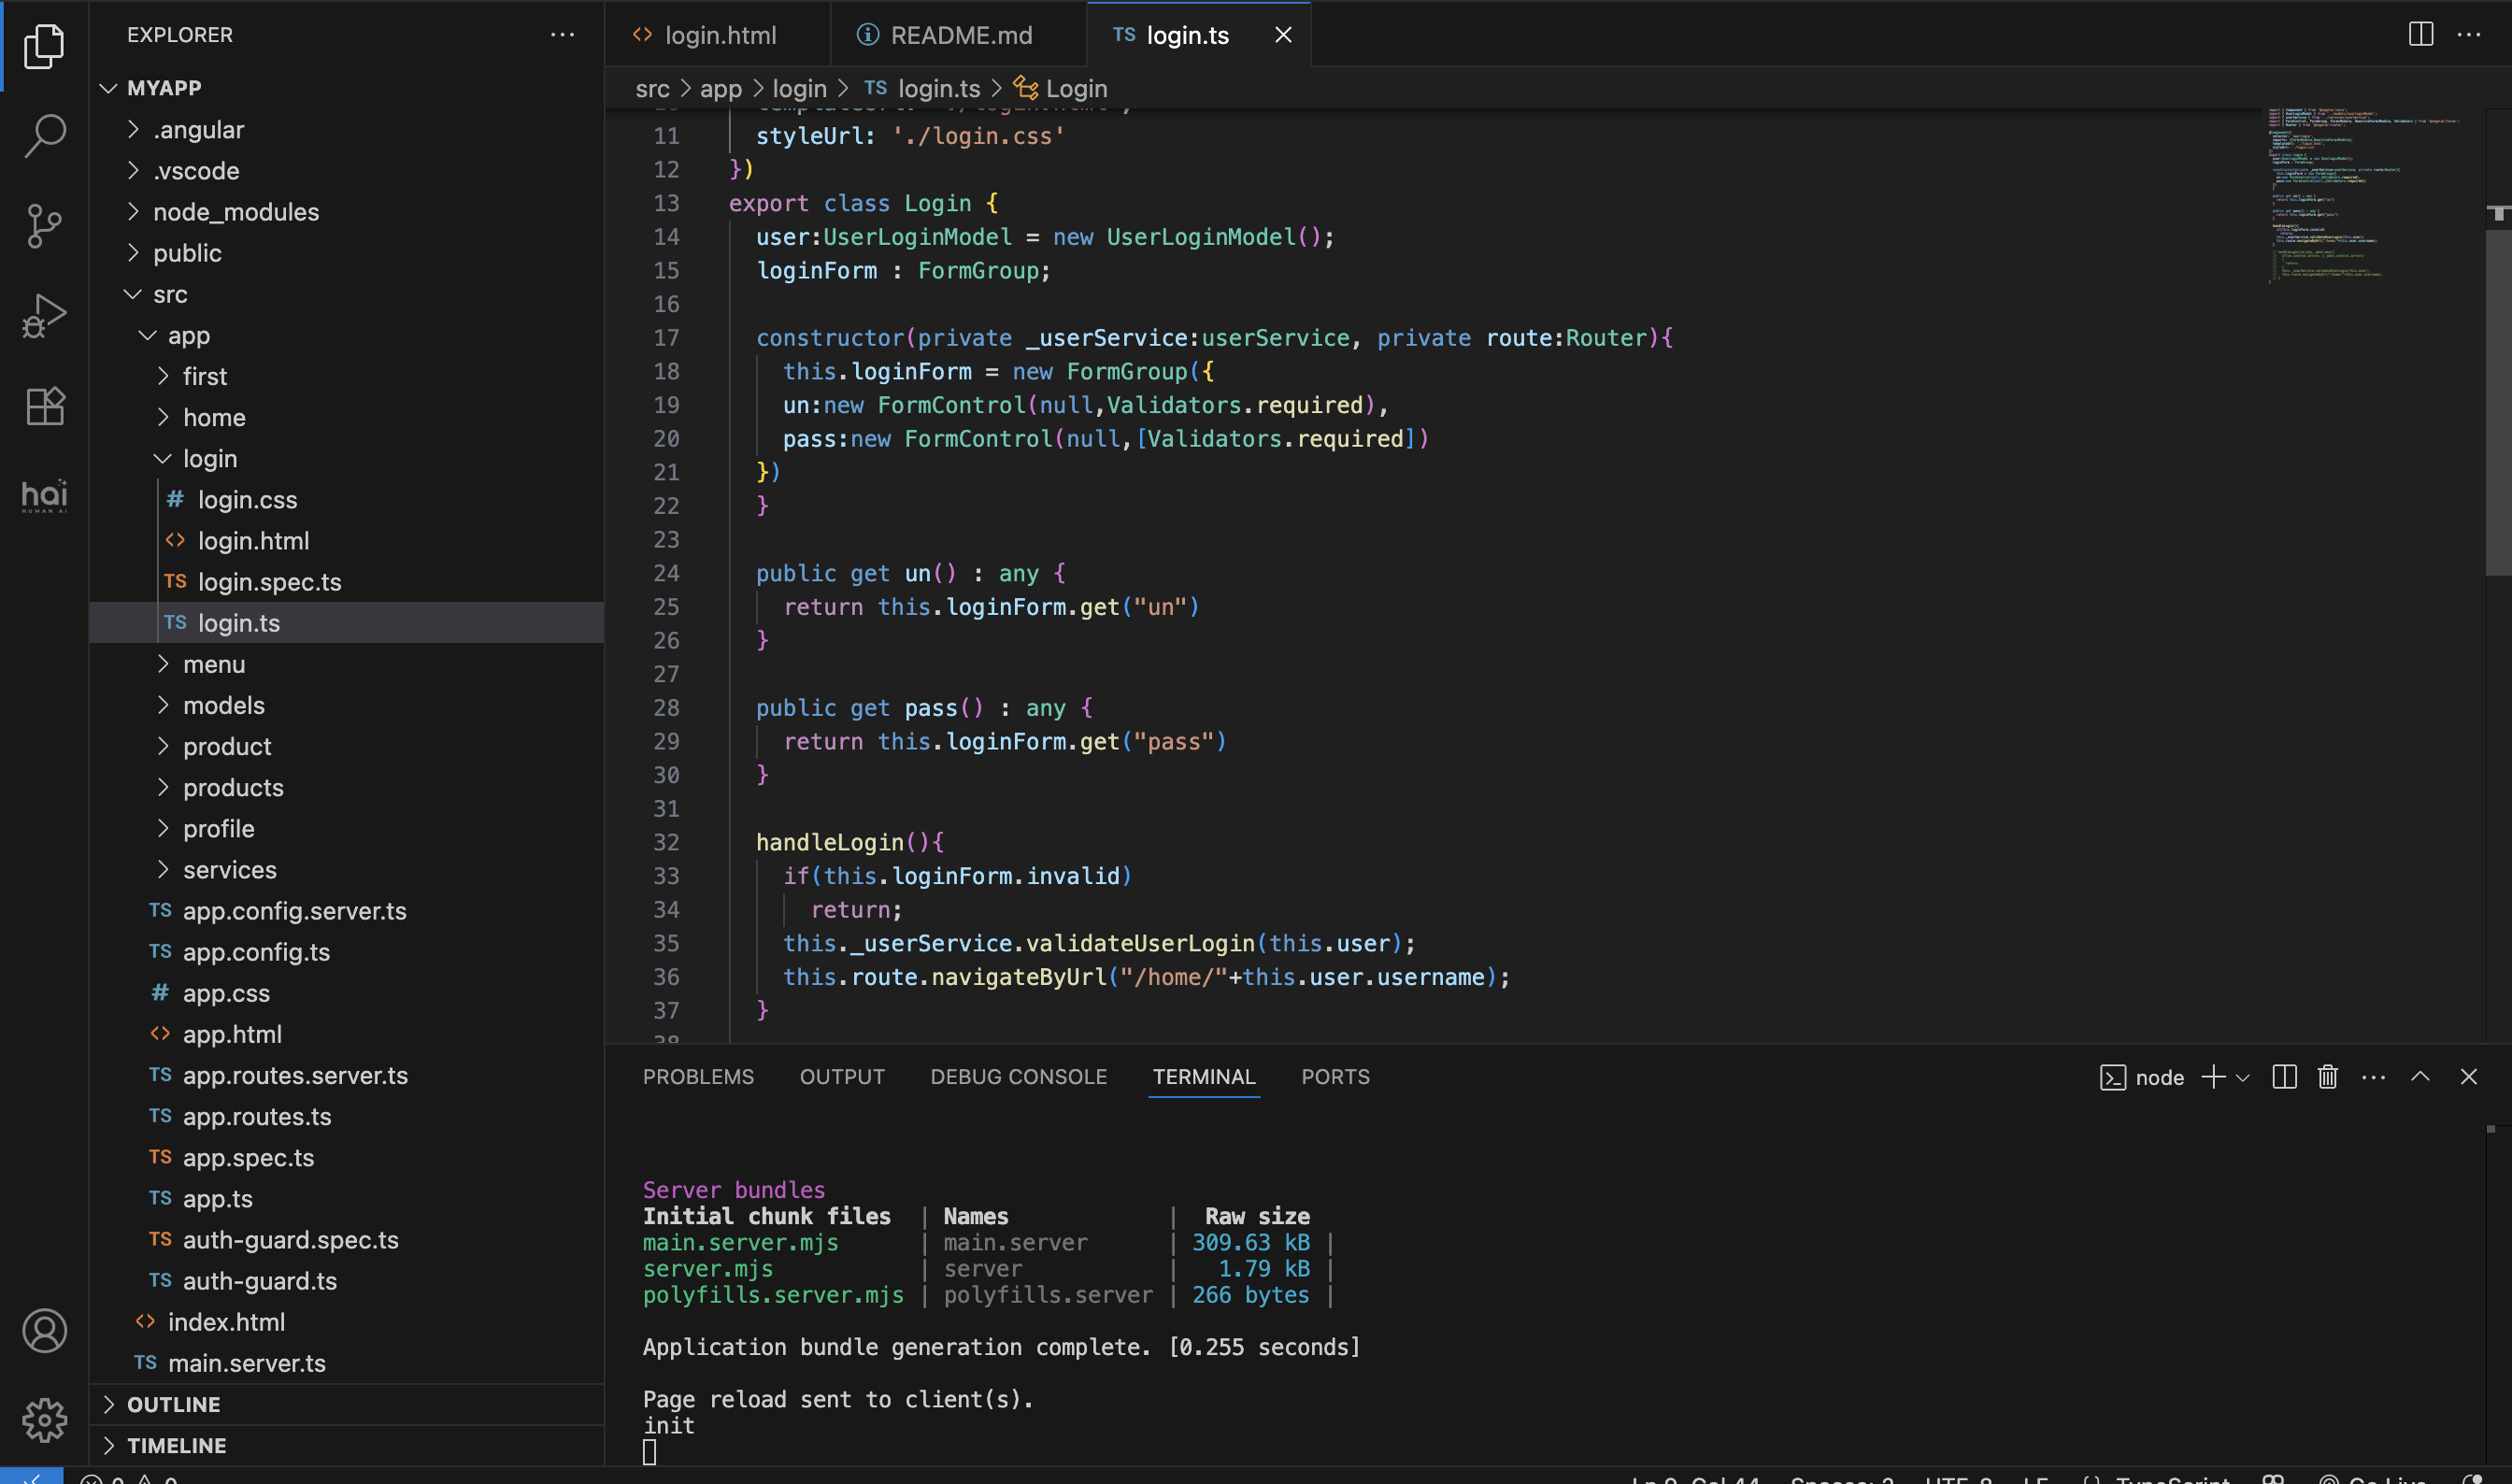 EXPLORER
MYAPP
.angular
.vscode
node_modules
public
src
app
first
home
login
# login.css
<> login.html
TS login.spec.ts
TS login.ts
menu
models
product
products
profile
services
TS app.config.server.ts
TS app.config.ts
# app.css
<> app.html
TS app.routes.server.ts
TS app.routes.ts
TS app.spec.ts
TS app.ts
TS auth-guard.spec.ts
TS auth-guard.ts
<> index.html
TS main.server.ts
OUTLINE
TIMELINE
hai
HUMAN AI
<> login.html
README.md
TS login.ts
src > app > login > TS login.ts > Login
11 styleUrl: './login.css'
12 })
13 export class Login {
14 user:UserLoginModel = new UserLoginModel();
15 loginForm : FormGroup;
16
17 constructor(private _userService:userService, private route:Router){
18 this.loginForm = new FormGroup({
19 un:new FormControl(null,Validators.required),
20 pass:new FormControl(null,[Validators.required])
21 })
22 }
23
24 public get un() : any {
25 return this.loginForm.get("un")
26 }
27
28 public get pass() : any {
29 return this.loginForm.get("pass")
30 }
31
32 handleLogin(){
33 if(this.loginForm.invalid)
34 return;
35 this._userService.validateUserLogin(this.user);
36 this.route.navigateByUrl("/home/"+this.user.username);
37 }
38
PROBLEMS OUTPUT DEBUG CONSOLE TERMINAL PORTS
node
Server bundles
Initial chunk files | Names | Raw size
main.server.mjs | main.server | 309.63 kB |
server.mjs | server | 1.79 kB |
polyfills.server.mjs | polyfills.server | 266 bytes |
Application bundle generation complete. [0.255 seconds]
Page reload sent to client(s).
init